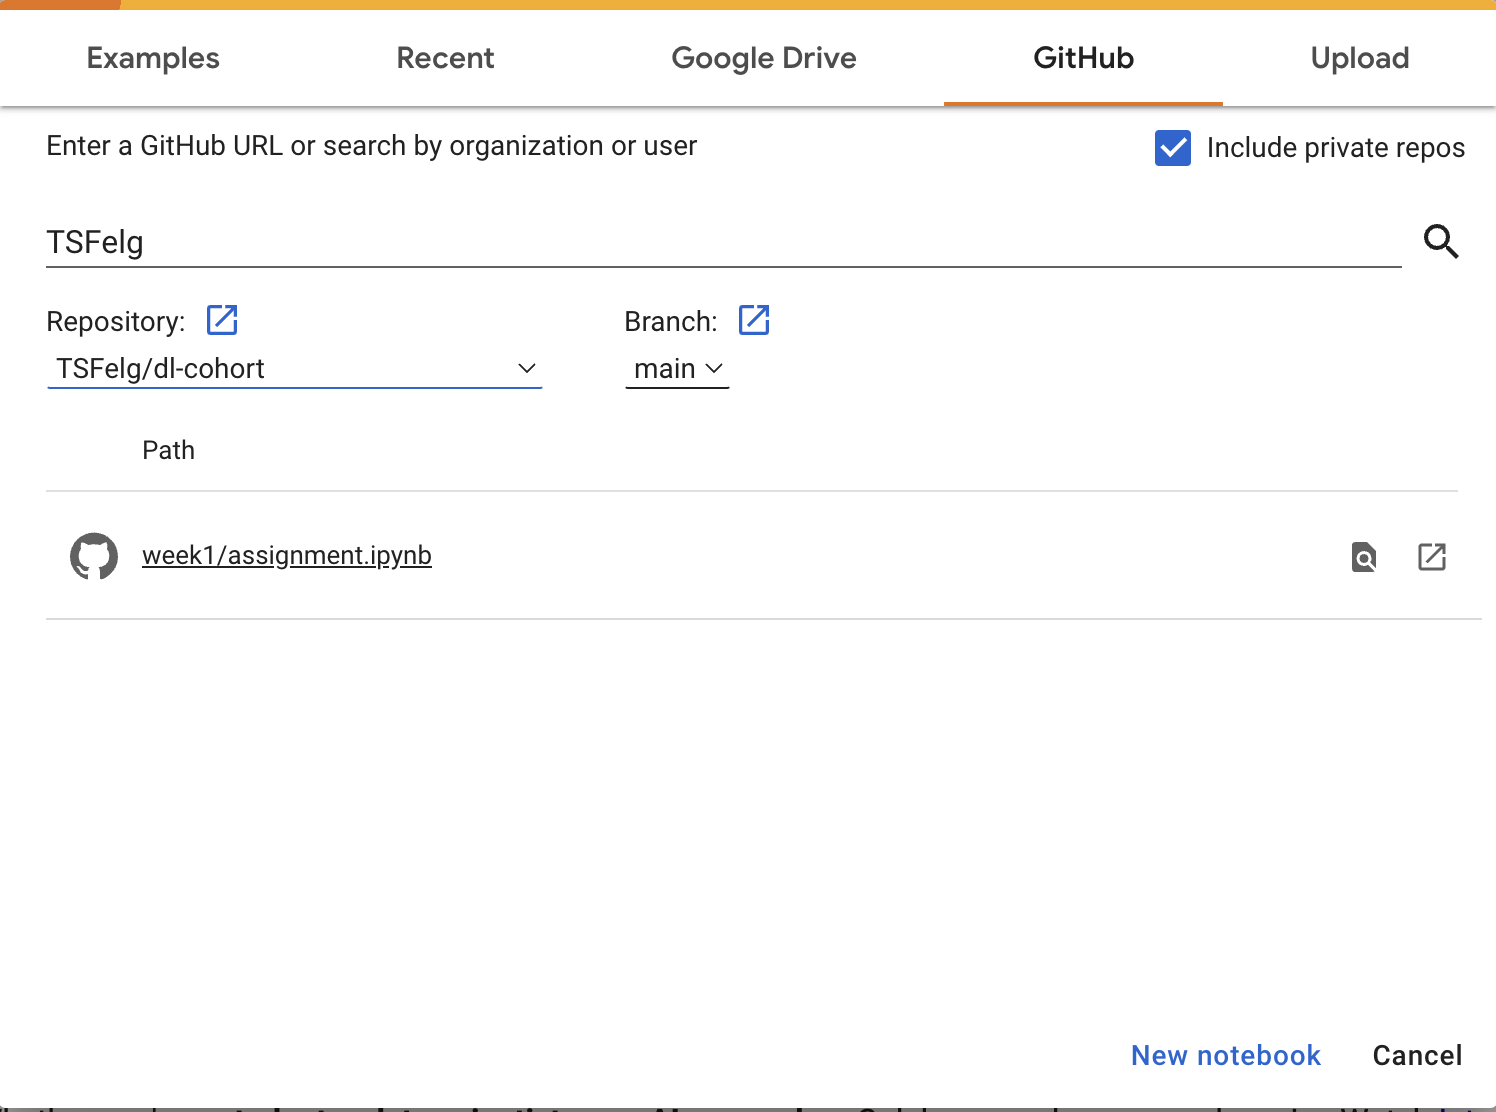 Examples Recent Google Drive GitHub Upload
Enter a GitHub URL or search by organization or user Include private repos
TSFelg
Repository: Branch:
TSFelg/dl-cohort main
Path
week1/assignment.ipynb
New notebook Cancel